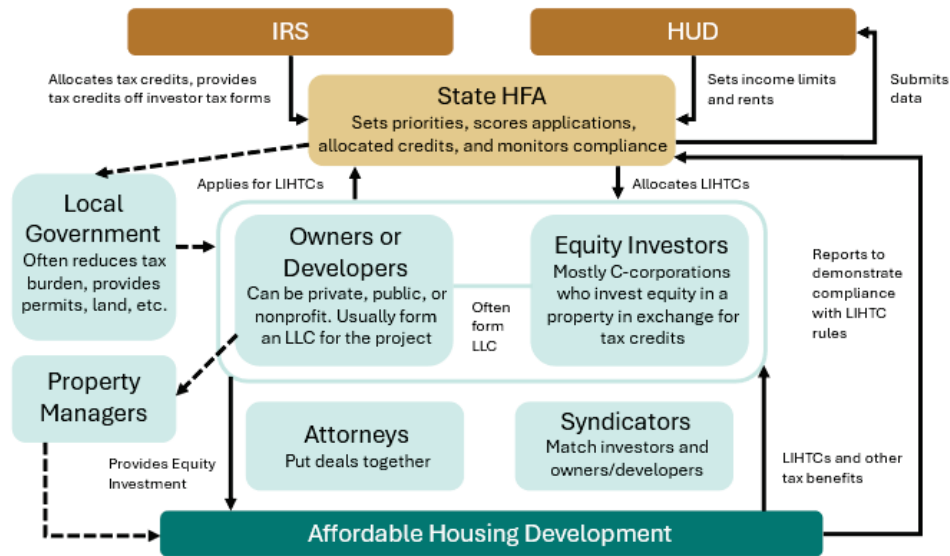 IRS
HUD
Allocates tax credits, provides
tax credits off investor tax forms
Sets income limits
and rents
Submits
data
State HFA
Sets priorities, scores applications,
allocated credits, and monitors compliance
Applies for LIHTCs
Allocates LIHTCs
Local
Government
Often reduces tax
burden, provides
permits, land, etc.
Owners or
Developers
Can be private, public, or
nonprofit. Usually form
an LLC for the project
Often
form
LLC
Equity Investors
Mostly C-corporations
who invest equity in a
property in exchange for
tax credits
Reports to
demonstrate
compliance
with LIHTC
rules
Property
Managers
Attorneys
Put deals together
Syndicators
Match investors and
owners/developers
Provides Equity
Investment
LIHTCs and other
tax benefits
Affordable Housing Development